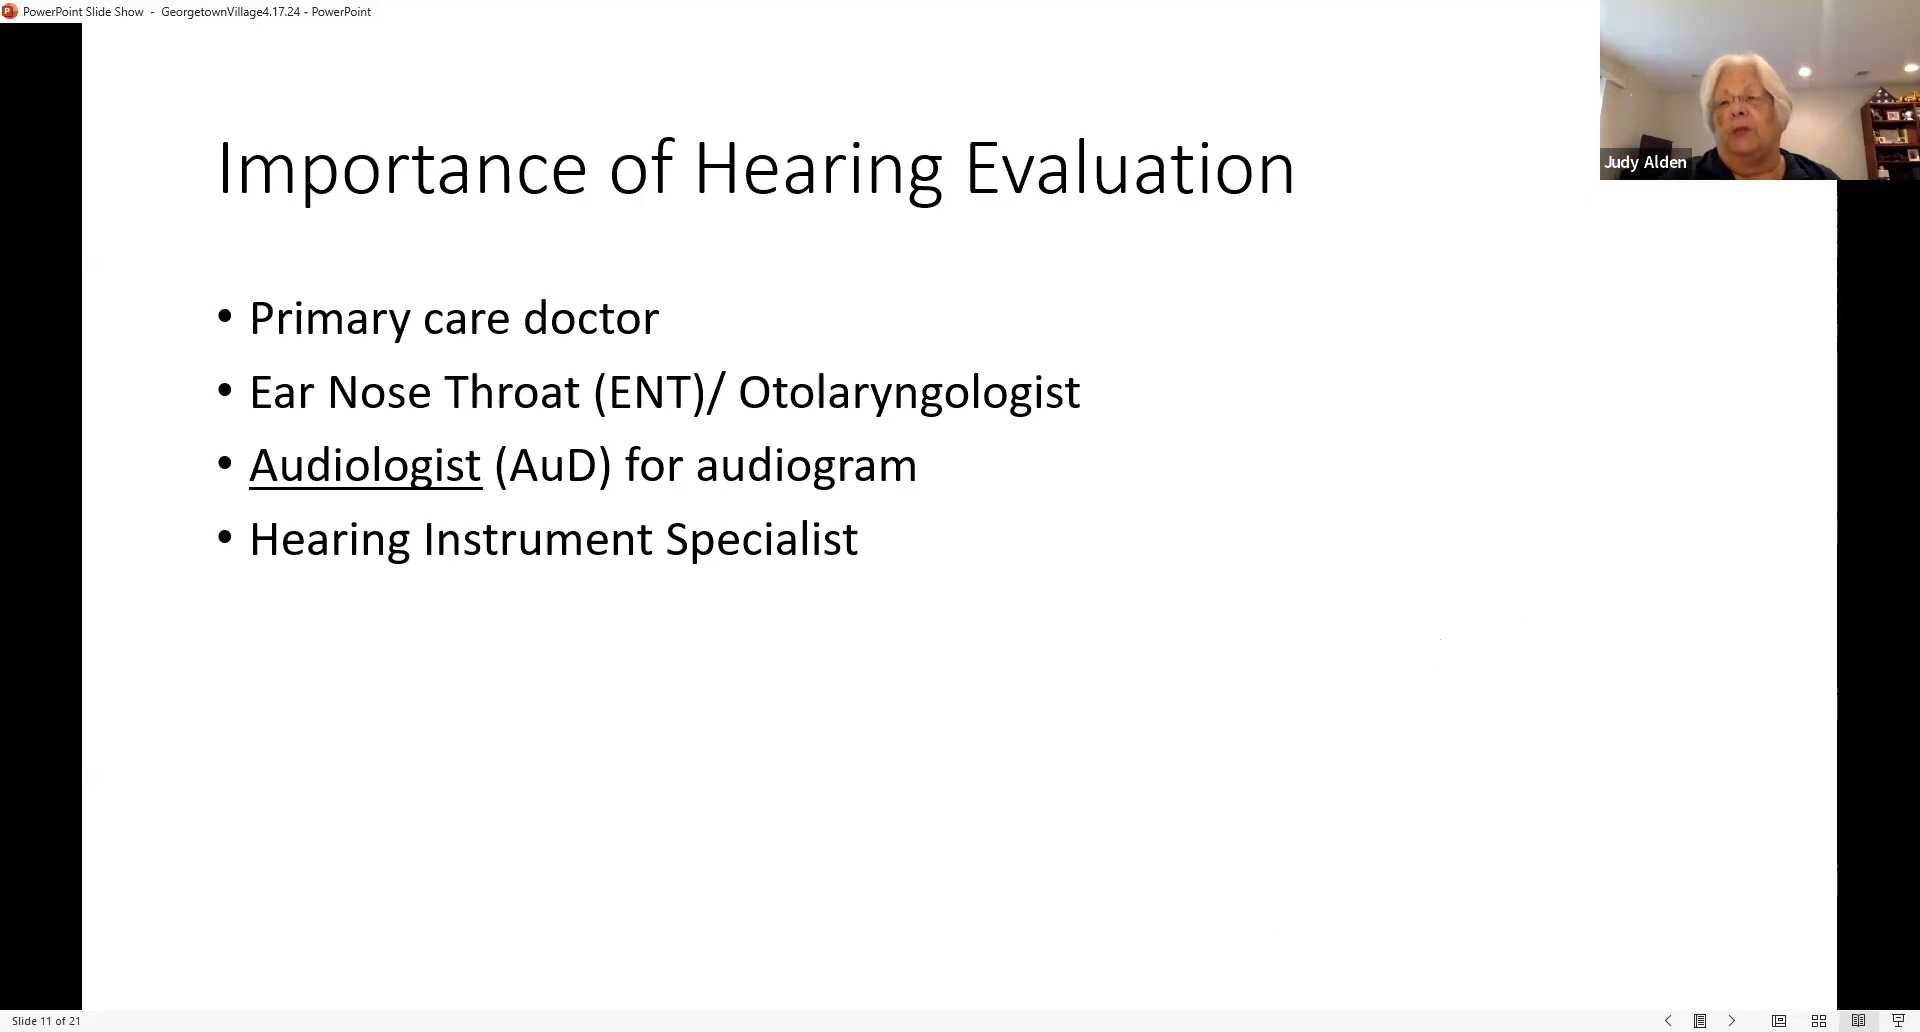 PowerPoint Slide Show - GeorgetownVillage4.17.24 - PowerPoint
Judy Alden
Importance of Hearing Evaluation
• Primary care doctor
• Ear Nose Throat (ENT)/ Otolaryngologist
• Audiologist (AuD) for audiogram
• Hearing Instrument Specialist
Slide 11 of 21